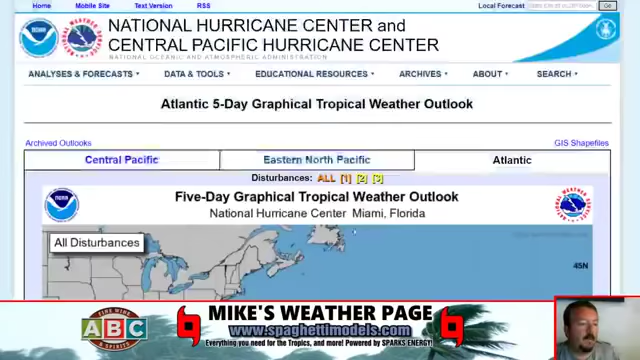 Home Mobile Site Text Version RSS Local Forecast Go
NATIONAL HURRICANE CENTER and
CENTRAL PACIFIC HURRICANE CENTER
NATIONAL OCEANIC AND ATMOSPHERIC ADMINISTRATION
ANALYSES & FORECASTS DATA & TOOLS EDUCATIONAL RESOURCES ARCHIVES ABOUT SEARCH
Atlantic 5-Day Graphical Tropical Weather Outlook
Archived Outlooks GIS Shapefiles
Central Pacific Eastern North Pacific Atlantic
Disturbances: ALL [1] [2] [3]
Five-Day Graphical Tropical Weather Outlook
National Hurricane Center Miami, Florida
All Disturbances
45N
FINE WINE
ABC
& SPIRITS
MIKE'S WEATHER PAGE
www.spaghettimodels.com
Everything you need for the Tropics, and more! Powered by SPARKS ENERGY!